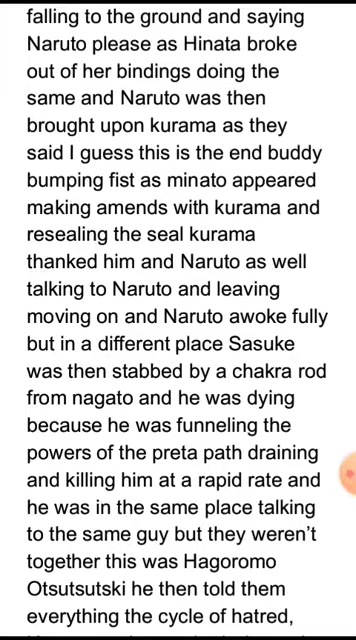 falling to the ground and saying
Naruto please as Hinata broke
out of her bindings doing the
same and Naruto was then
brought upon kurama as they
said I guess this is the end buddy
bumping fist as minato appeared
making amends with kurama and
resealing the seal kurama
thanked him and Naruto as well
talking to Naruto and leaving
moving on and Naruto awoke fully
but in a different place Sasuke
was then stabbed by a chakra rod
from nagato and he was dying
because he was funneling the
powers of the preta path draining
and killing him at a rapid rate and
he was in the same place talking
to the same guy but they weren't
together this was Hagoromo
Otsutsutski he then told them
everything the cycle of hatred,